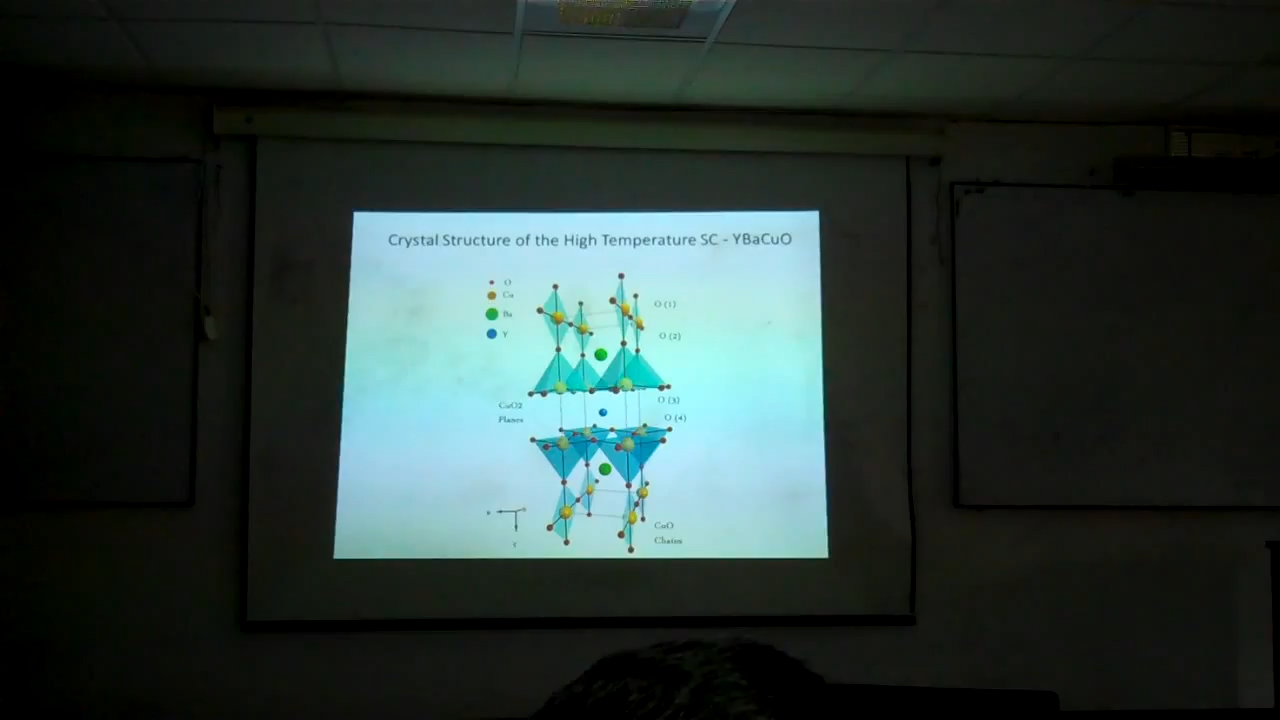 Crystal Structure of the High Temperature SC - YBaCuO
O
Cu
Ba
Y
O (1)
O (2)
CuO2
Planes
O (3)
O (4)
CuO
Chains
c